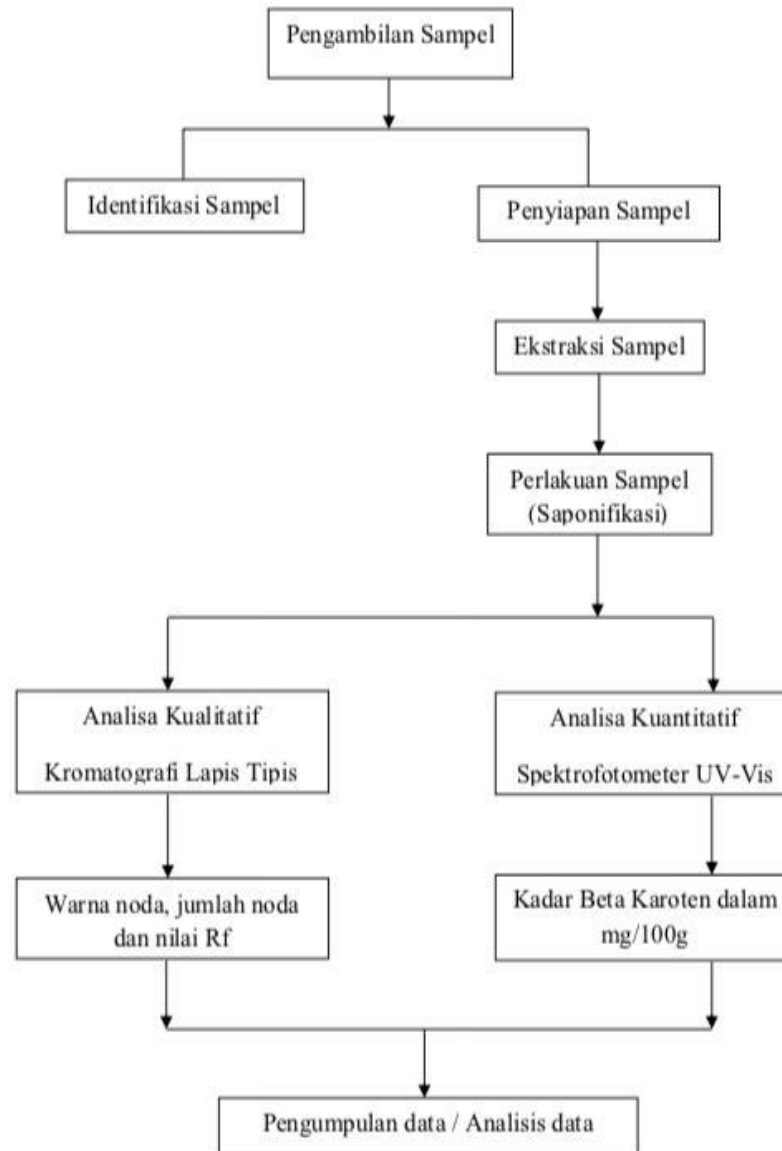 Pengambilan Sampel
Identifikasi Sampel
Penyiapan Sampel
Ekstraksi Sampel
Perlakuan Sampel
(Saponifikasi)
Analisa Kualitatif
Kromatografi Lapis Tipis
Analisa Kuantitatif
Spektrofotometer UV-Vis
Warna noda, jumlah noda
dan nilai Rf
Kadar Beta Karoten dalam
mg/100g
Pengumpulan data / Analisis data